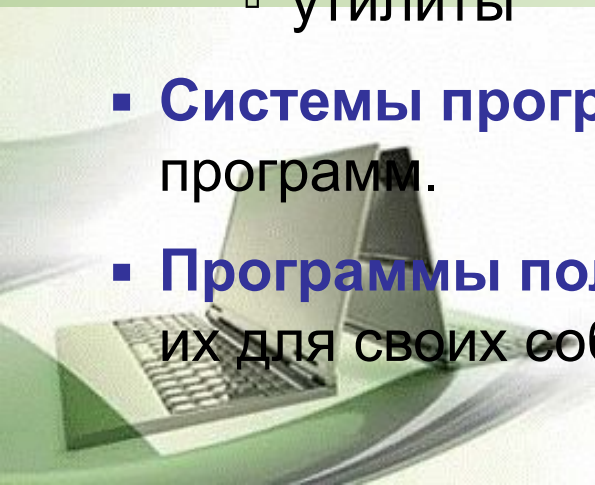 утилиты
Системы прогр
программ.
Программы пол
их для своих соб